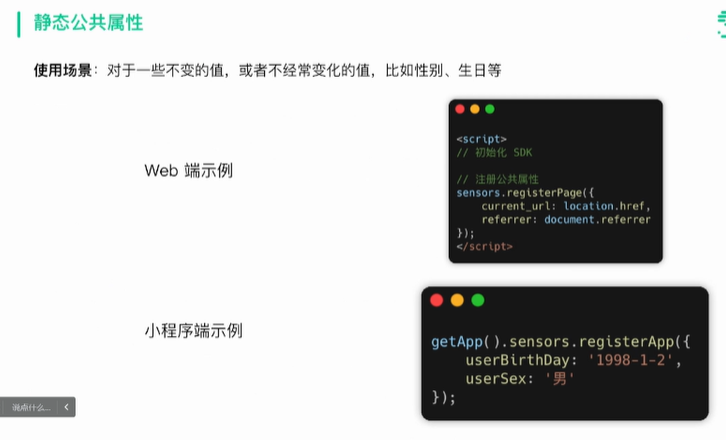 静态公共属性
使用场景：对于一些不变的值，或者不经常变化的值，比如性别、生日等
Web 端示例
<script>
// 初始化 SDK
// 注册公共属性
sensors.registerPage({
    current_url: location.href,
    referrer: document.referrer
});
</script>
小程序端示例
getApp().sensors.registerApp({
    userBirthDay: '1998-1-2',
    userSex: '男'
});
说点什么...